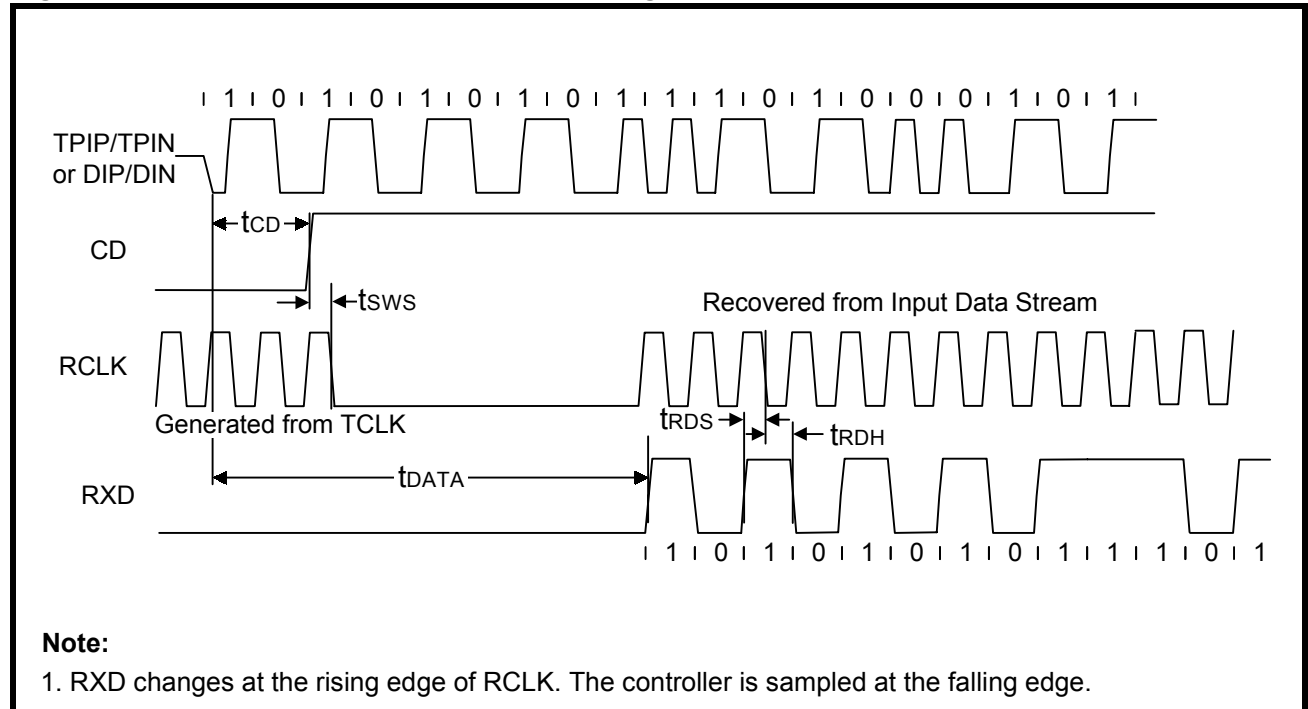 1 0 1 0 1 0 1 0 1 1 1 0 1 0 0 0 1 0 1
TPIP/TPIN
or DIP/DIN
tCD
CD
tSWS
Recovered from Input Data Stream
RCLK
Generated from TCLK
tRDS
tRDH
tDATA
RXD
1 0 1 0 1 0 1 0 1 1 1 0 1
Note:
1. RXD changes at the rising edge of RCLK. The controller is sampled at the falling edge.